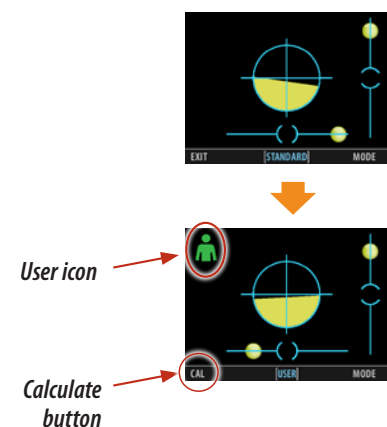 EXIT [STANDARD] MODE
User icon
CAL [USER] MODE
Calculate
button